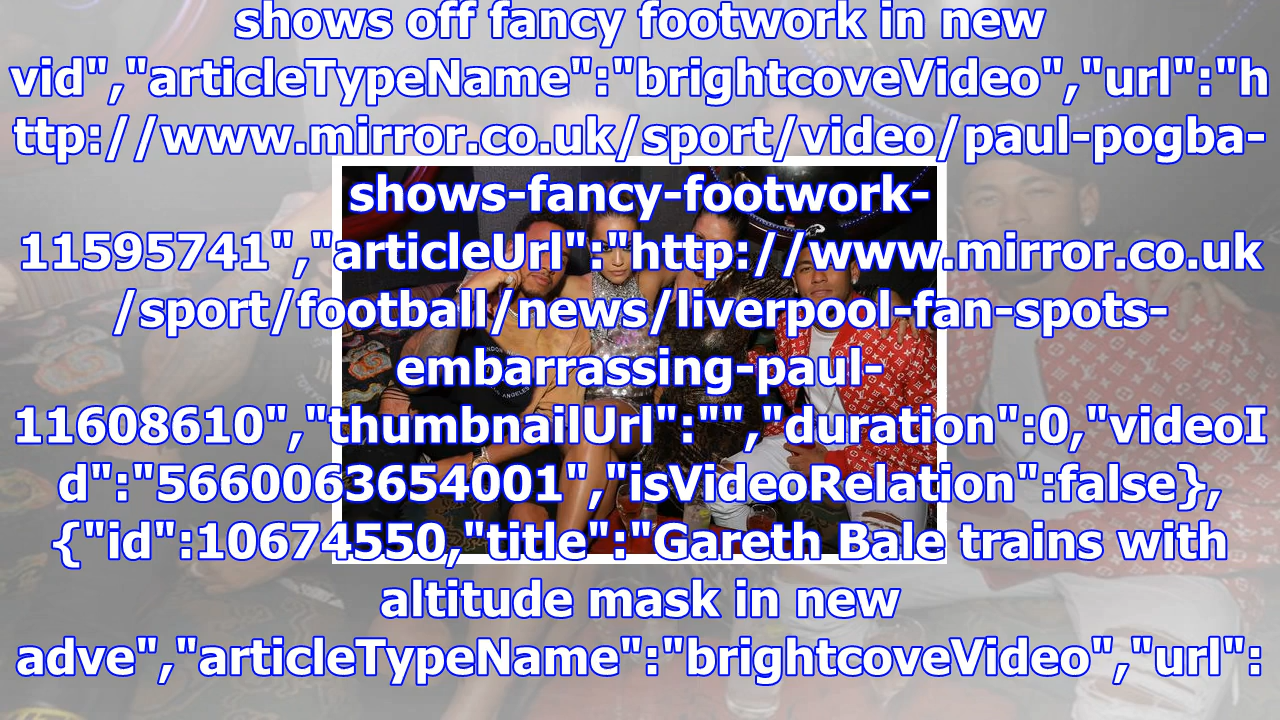 shows off fancy footwork in new
vid","articleTypeName":"brightcoveVideo","url":"h
ttp://www.mirror.co.uk/sport/video/paul-pogba-
shows-fancy-footwork-
11595741","articleUrl":"http://www.mirror.co.uk
/sport/football/news/liverpool-fan-spots-
embarrassing-paul-
11608610","thumbnailUrl":"","duration":0,"videoI
d":"5660063654001","isVideoRelation":false},
{"id":10674550,"title":"Gareth Bale trains with
altitude mask in new
adve","articleTypeName":"brightcoveVideo","url":